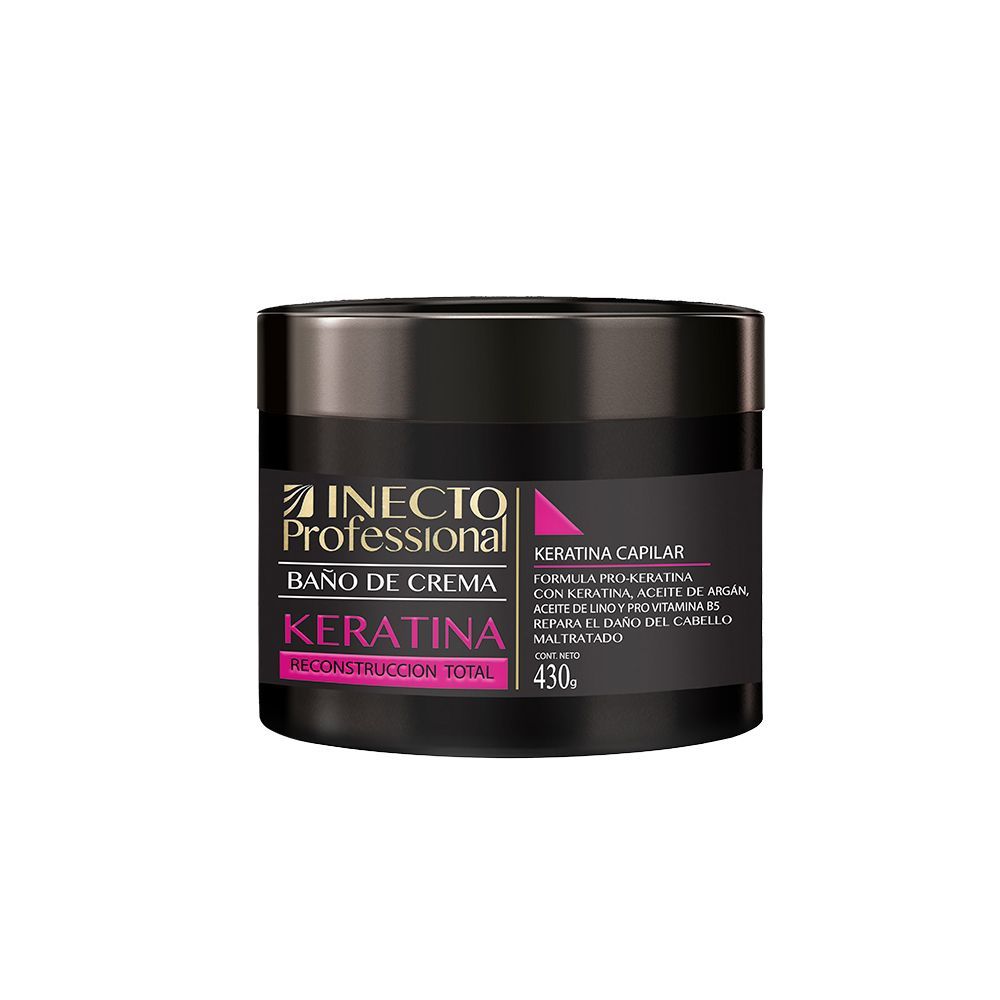 INECTO
Professional
BAÑO DE CREMA
KERATINA
RECONSTRUCCION TOTAL
KERATINA CAPILAR
FORMULA PRO-KERATINA
CON KERATINA, ACEITE DE ARGÁN,
ACEITE DE LINO Y PRO VITAMINA B5
REPARA EL DAÑO DEL CABELLO
MALTRATADO
CONT. NETO
430g